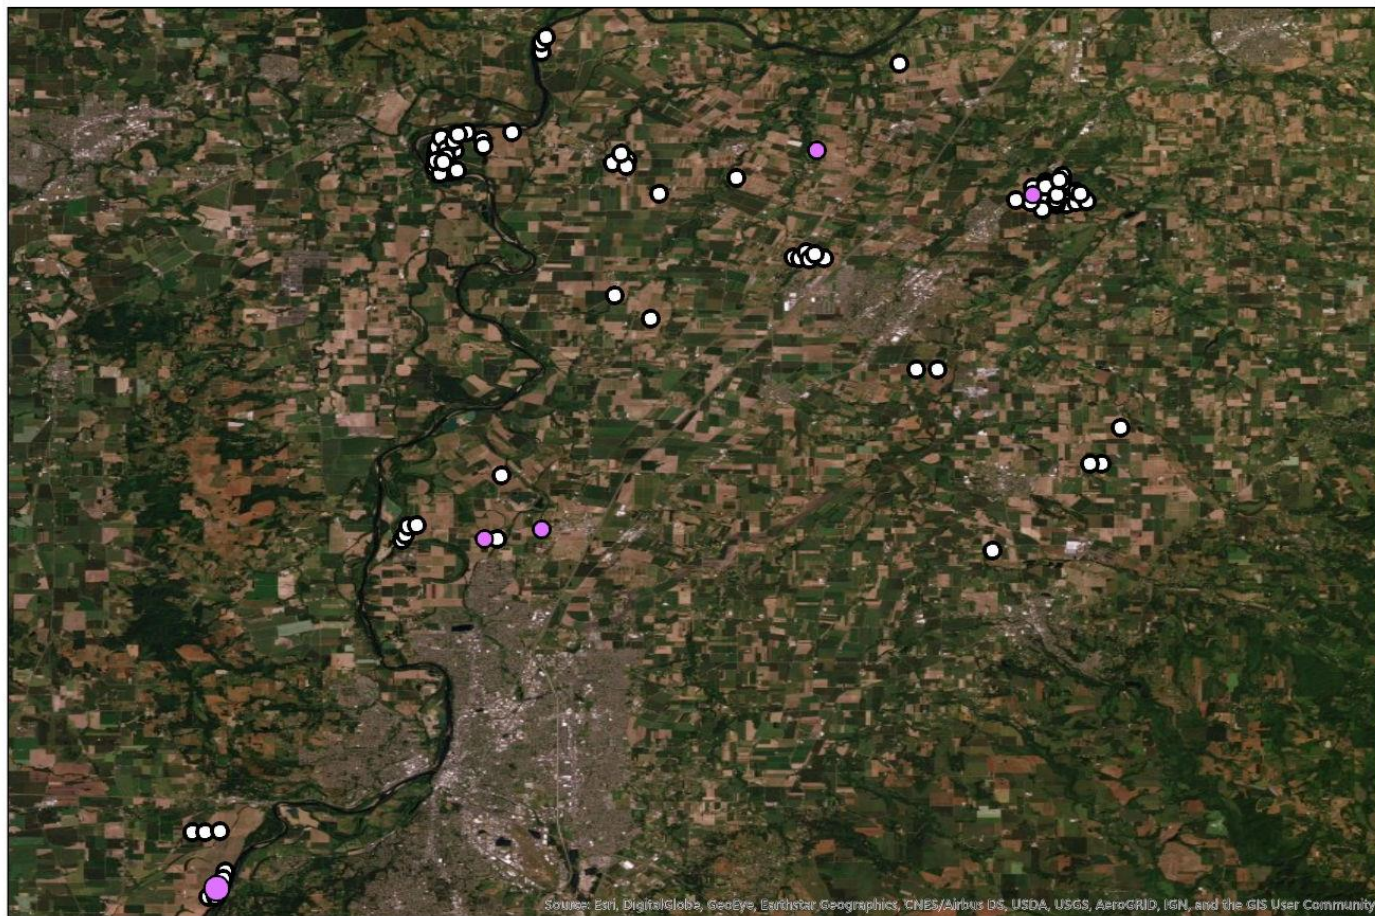 Source: Esri, DigitalGlobe, GeoEye, Earthstar Geographics, CNES/Airbus DS, USDA, USGS, AeroGRID, IGN, and the GIS User Community